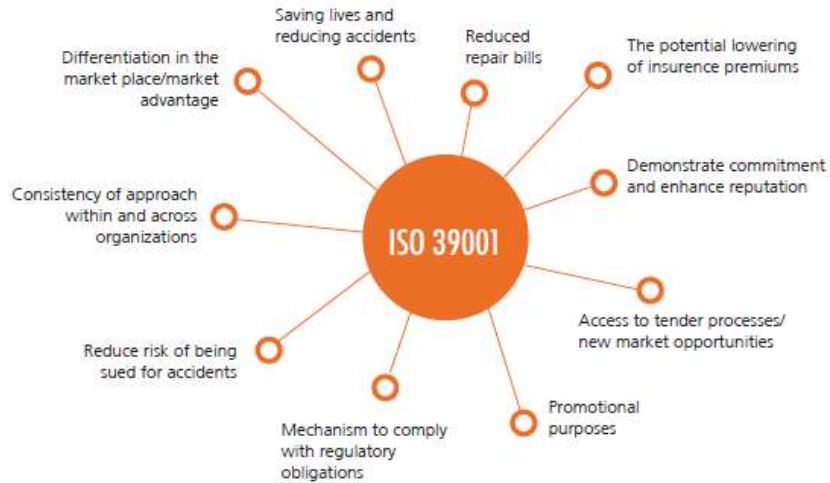 Saving lives and
reducing accidents
Reduced
repair bills
The potential lowering
of insurence premiums
Differentiation in the
market place/market
advantage
Demonstrate commitment
and enhance reputation
Consistency of approach
within and across
organizations
ISO 39001
Access to tender processes/
new market opportunities
Reduce risk of being
sued for accidents
Promotional
purposes
Mechanism to comply
with regulatory
obligations